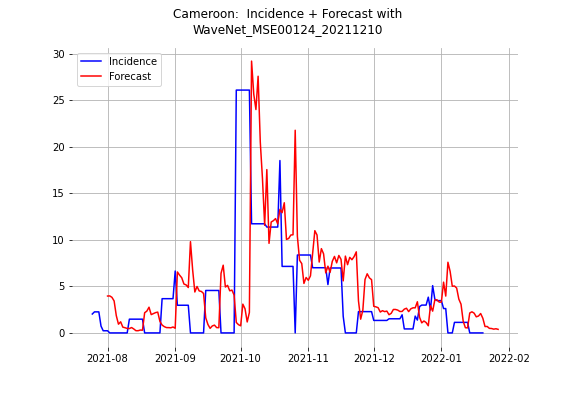 Cameroon:  Incidence + Forecast with
WaveNet_MSE00124_20211210
Incidence
Forecast
30
25
20
15
10
5
0
2021-08 2021-09 2021-10 2021-11 2021-12 2022-01 2022-02